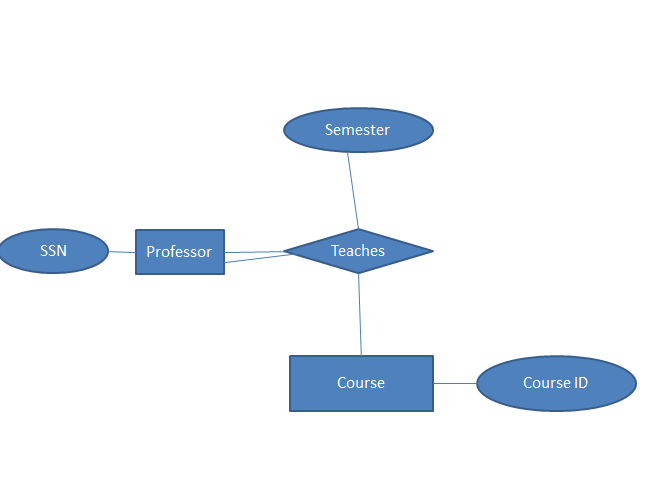 Semester
SSN
Professor
Teaches
Course
Course ID